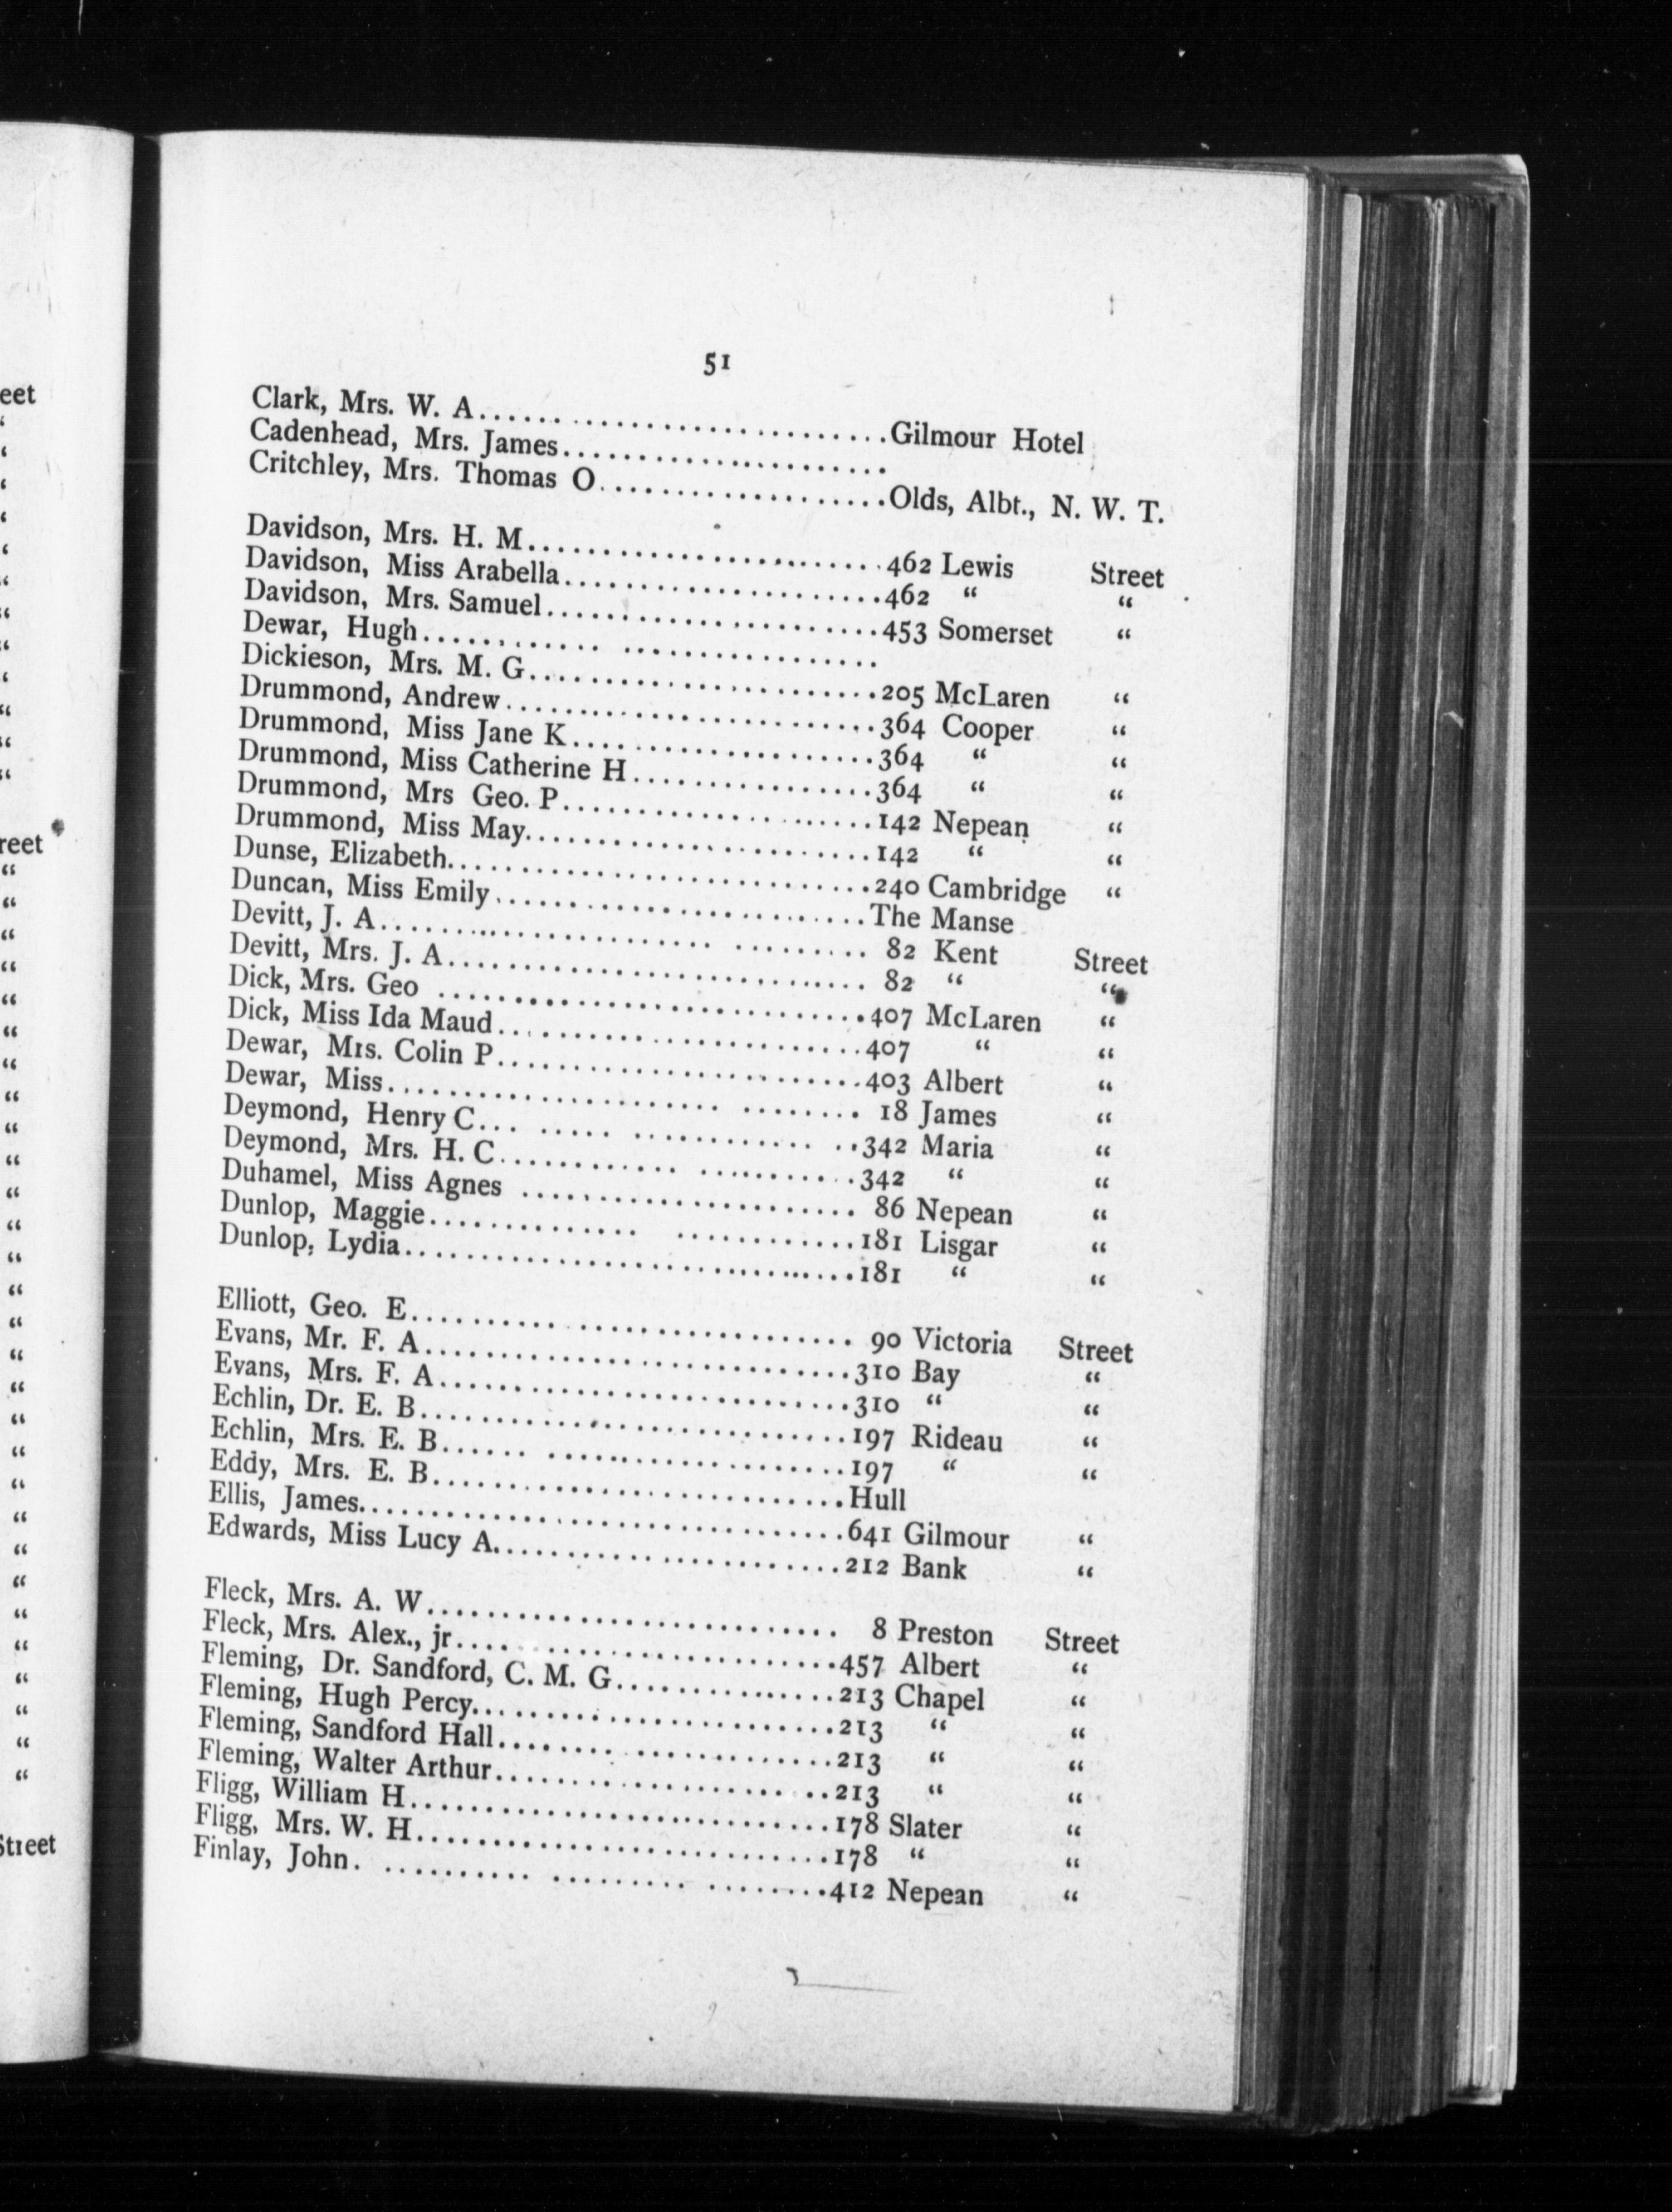 51
Clark, Mrs. W. A..............................Gilmour Hotel
Cadenhead, Mrs. James......................
Critchley, Mrs. Thomas O....................Olds, Albt., N. W. T.
Davidson, Mrs. H. M........................462 Lewis Street
Davidson, Miss Arabella.....................462 “ “
Davidson, Mrs. Samuel......................453 Somerset “
Dewar, Hugh..............................
Dickieson, Mrs. M. G.......................205 McLaren “
Drummond, Andrew.........................364 Cooper “
Drummond, Miss Jane K.....................364 “ “
Drummond, Miss Catherine H................364 “ “
Drummond, Mrs Geo. P.....................142 Nepean “
Drummond, Miss May.......................142 “ “
Dunse, Elizabeth............................240 Cambridge “
Duncan, Miss Emily.........................The Manse
Devitt, J. A................................ 82 Kent Street
Devitt, Mrs. J. A............................ 82 “ “
Dick, Mrs. Geo .............................407 McLaren “
Dick, Miss Ida Maud........................407 “ “
Dewar, Mrs. Colin P........................403 Albert “
Dewar, Miss............................... 18 James “
Deymond, Henry C.........................342 Maria “
Deymond, Mrs. H. C.......................342 “ “
Duhamel, Miss Agnes ...................... 86 Nepean “
Dunlop, Maggie............................181 Lisgar “
Dunlop, Lydia.............................181 “ “
Elliott, Geo. E............................. 90 Victoria Street
Evans, Mr. F. A............................310 Bay “
Evans, Mrs. F. A...........................310 “ “
Echlin, Dr. E. B............................197 Rideau “
Echlin, Mrs. E. B...........................197 “ “
Eddy, Mrs. E. B............................Hull
Ellis, James................................641 Gilmour “
Edwards, Miss Lucy A.......................212 Bank “
Fleck, Mrs. A. W........................... 8 Preston Street
Fleck, Mrs. Alex., jr.........................457 Albert “
Fleming, Dr. Sandford, C. M. G...............213 Chapel “
Fleming, Hugh Percy........................213 “ “
Fleming, Sandford Hall......................213 “ “
Fleming, Walter Arthur......................213 “ “
Fligg, William H............................178 Slater “
Fligg, Mrs. W. H...........................178 “ “
Finlay, John. ..............................412 Nepean “